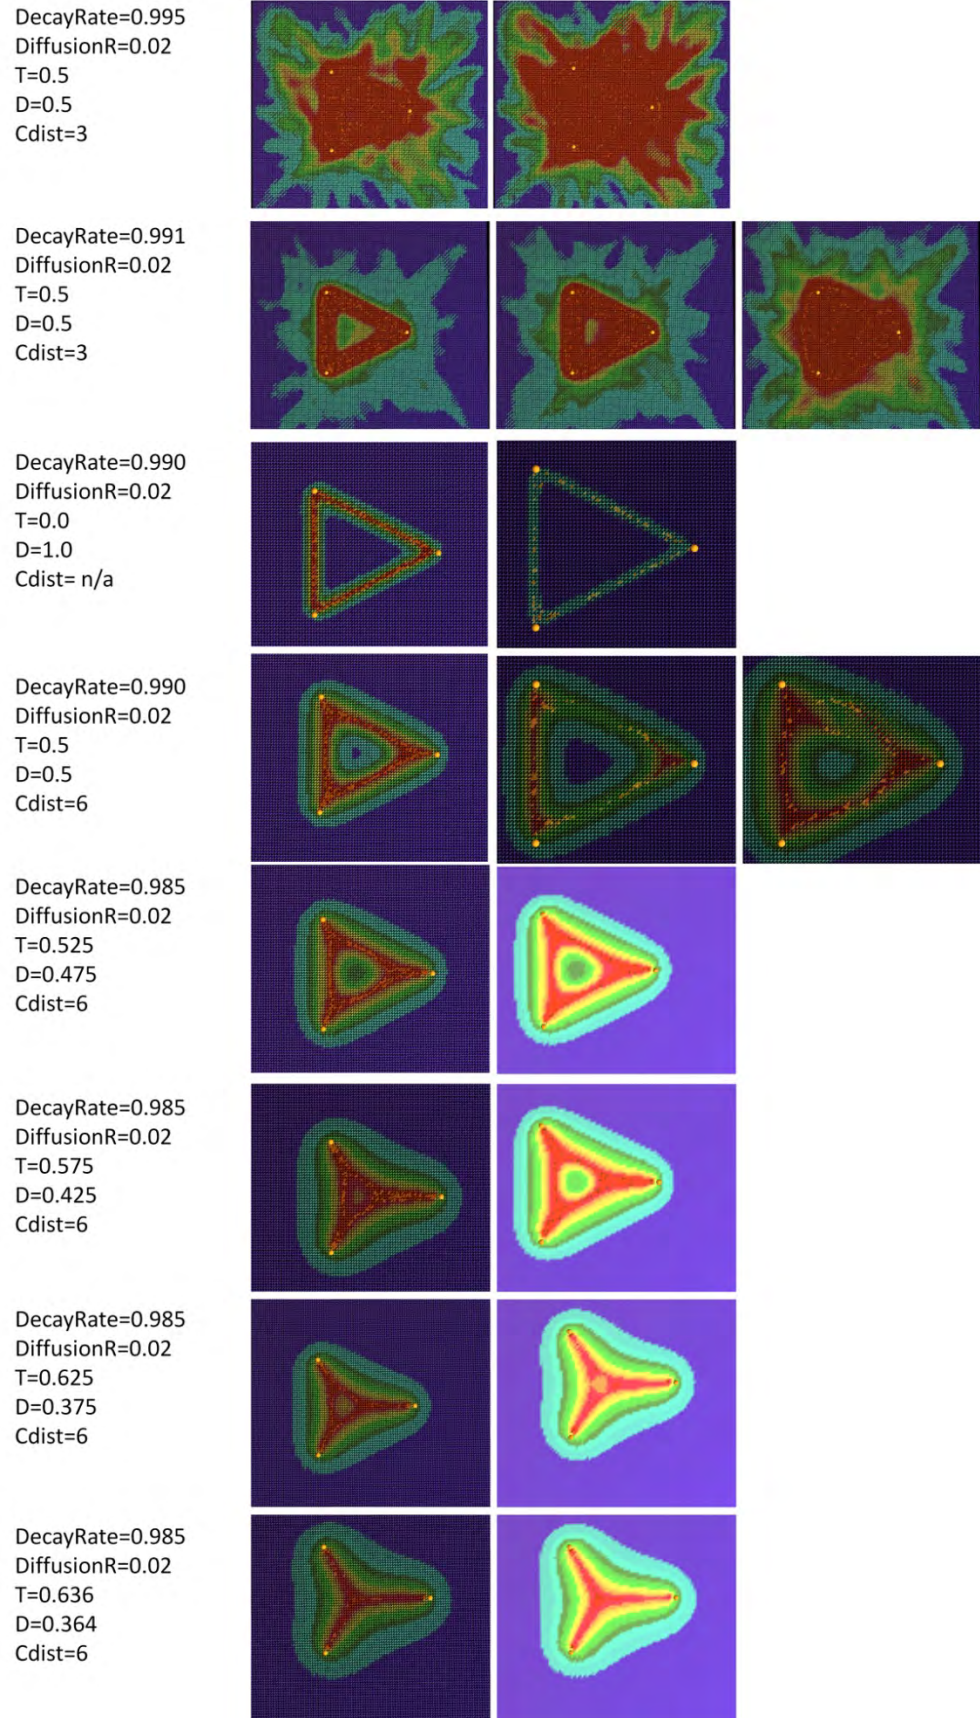 DecayRate=0.995
DiffusionR=0.02
T=0.5
D=0.5
Cdist=3
DecayRate=0.991
DiffusionR=0.02
T=0.5
D=0.5
Cdist=3
DecayRate=0.990
DiffusionR=0.02
T=0.0
D=1.0
Cdist= n/a
DecayRate=0.990
DiffusionR=0.02
T=0.5
D=0.5
Cdist=6
DecayRate=0.985
DiffusionR=0.02
T=0.525
D=0.475
Cdist=6
DecayRate=0.985
DiffusionR=0.02
T=0.575
D=0.425
Cdist=6
DecayRate=0.985
DiffusionR=0.02
T=0.625
D=0.375
Cdist=6
DecayRate=0.985
DiffusionR=0.02
T=0.636
D=0.364
Cdist=6